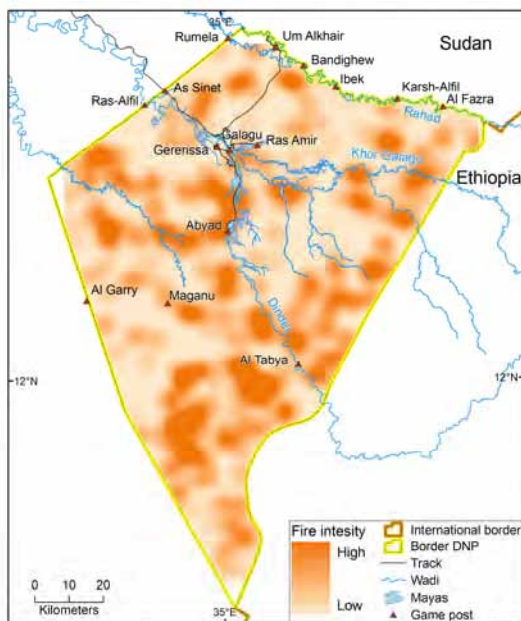 35°E
Rumela
Um Alkhair
Sudan
Bandighew
Ibek
As Sinet
Karsh-Alfil
Ras-Alfil
Al Fazra
Rahad
Galagu
Ras Amir
Gererissa
Khor Galagu
Ethiopia
Abyad
Al Garry
Maganu
Dinder
Al Tabya
12°N
12°N
Fire intesity
High
Low
International border
Border DNP
Track
Wadi
Mayas
Game post
0 10 20
Kilometers
35°E